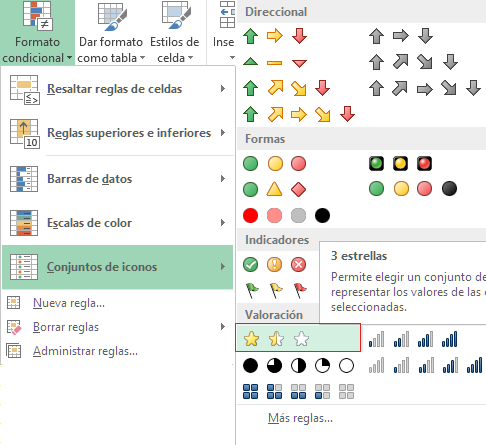 Formato
condicional
Dar formato
como tabla
Estilos de
celda
Inse
Resaltar reglas de celdas
Reglas superiores e inferiores
10
Barras de datos
Escalas de color
Conjuntos de iconos
Nueva regla...
Borrar reglas
Administrar reglas...
Direccional
Formas
Indicadores
3 estrellas
Permite elegir un conjunto de
representar los valores de las
seleccionadas.
Valoración
Más reglas...